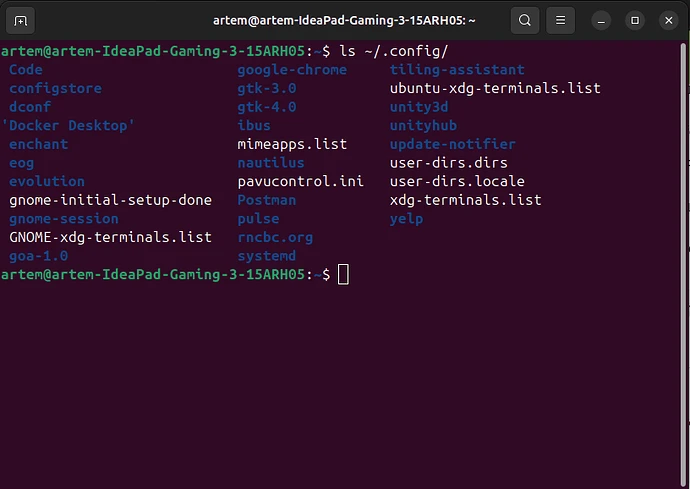 artem@artem-IdeaPad-Gaming-3-15ARH05: ~
artem@artem-IdeaPad-Gaming-3-15ARH05:~$ ls ~/.config/
Code google-chrome tiling-assistant
configstore gtk-3.0 ubuntu-xdg-terminals.list
dconf gtk-4.0 unity3d
'Docker Desktop' ibus unityhub
enchant mimeapps.list update-notifier
eog nautilus user-dirs.dirs
evolution pavucontrol.ini user-dirs.locale
gnome-initial-setup-done Postman xdg-terminals.list
gnome-session pulse yelp
GNOME-xdg-terminals.list rncbc.org
goa-1.0 systemd
artem@artem-IdeaPad-Gaming-3-15ARH05:~$